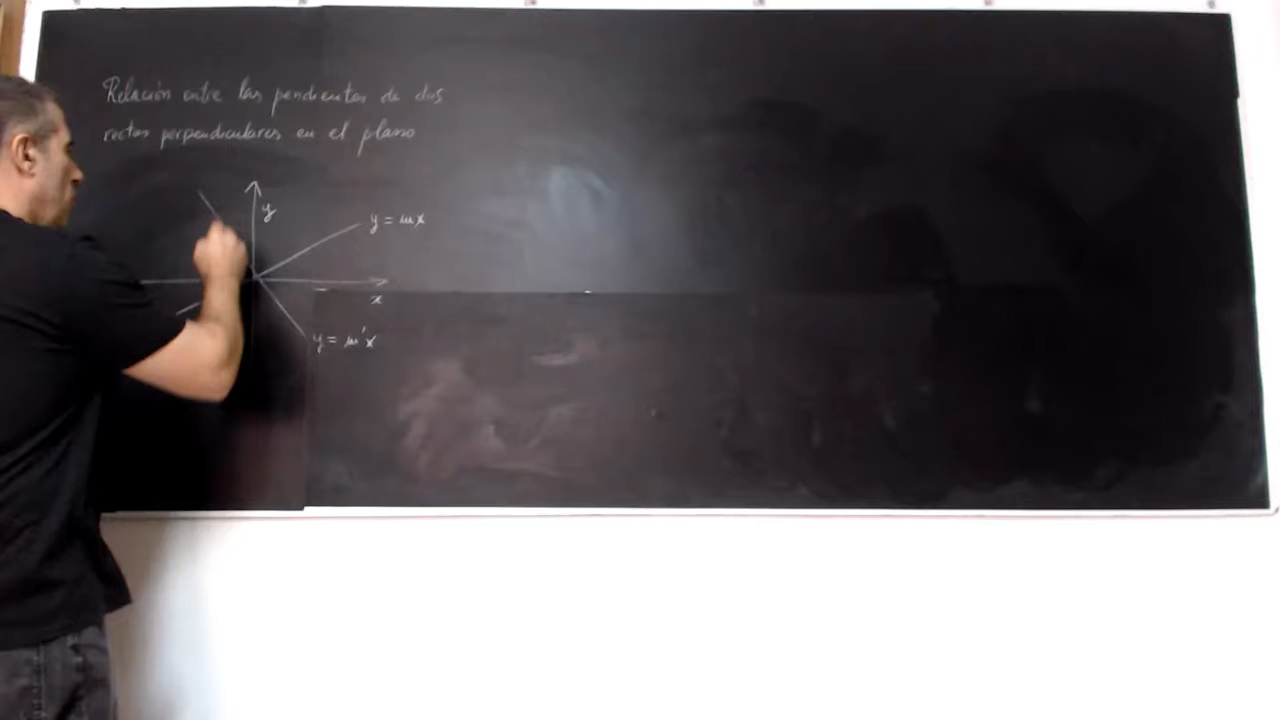 Relación entre las pendientes de dos
rectas perpendiculares en el plano
y
y = mx
x
y = m'x